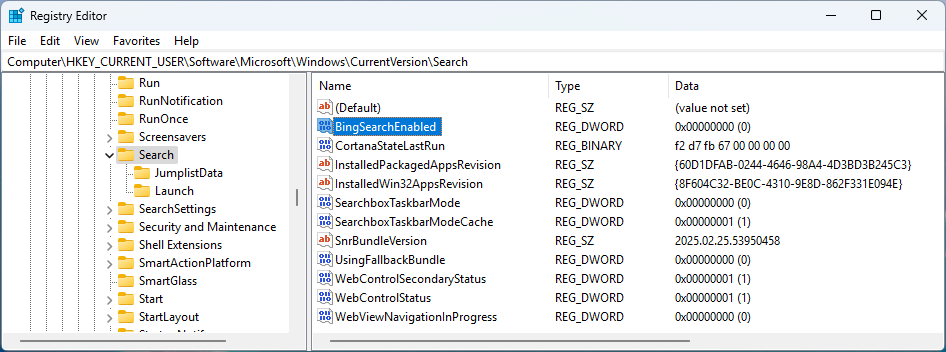 Registry Editor
File Edit View Favorites Help
Computer\HKEY_CURRENT_USER\Software\Microsoft\Windows\CurrentVersion\Search
Run
RunNotification
RunOnce
Screensavers
Search
JumplistData
Launch
SearchSettings
Security and Maintenance
Shell Extensions
SmartActionPlatform
SmartGlass
Start
StartLayout
Name Type Data
(Default) REG_SZ (value not set)
BingSearchEnabled REG_DWORD 0x00000000 (0)
CortanaStateLastRun REG_BINARY f2 d7 fb 67 00 00 00 00
InstalledPackagedAppsRevision REG_SZ {60D1DFAB-0244-4646-98A4-4D3BD3B245C3}
InstalledWin32AppsRevision REG_SZ {8F604C32-BE0C-4310-9E8D-862F331E094E}
SearchboxTaskbarMode REG_DWORD 0x00000000 (0)
SearchboxTaskbarModeCache REG_DWORD 0x00000001 (1)
SnrBundleVersion REG_SZ 2025.02.25.53950458
UsingFallbackBundle REG_DWORD 0x00000000 (0)
WebControlSecondaryStatus REG_DWORD 0x00000001 (1)
WebControlStatus REG_DWORD 0x00000001 (1)
WebViewNavigationInProgress REG_DWORD 0x00000000 (0)